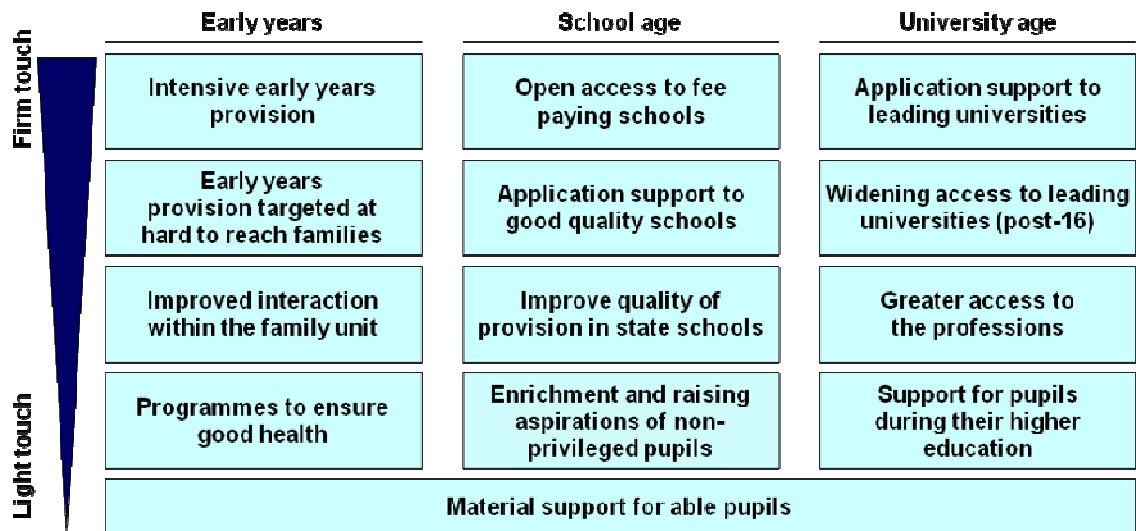 Early years
School age
University age
Firm touch
Intensive early years
provision
Open access to fee
paying schools
Application support to
leading universities
Early years
provision targeted at
hard to reach families
Application support to
good quality schools
Widening access to leading
universities (post-16)
Improved interaction
within the family unit
Improve quality of
provision in state schools
Greater access to
the professions
Light touch
Programmes to ensure
good health
Enrichment and raising
aspirations of non-
privileged pupils
Support for pupils
during their higher
education
Material support for able pupils